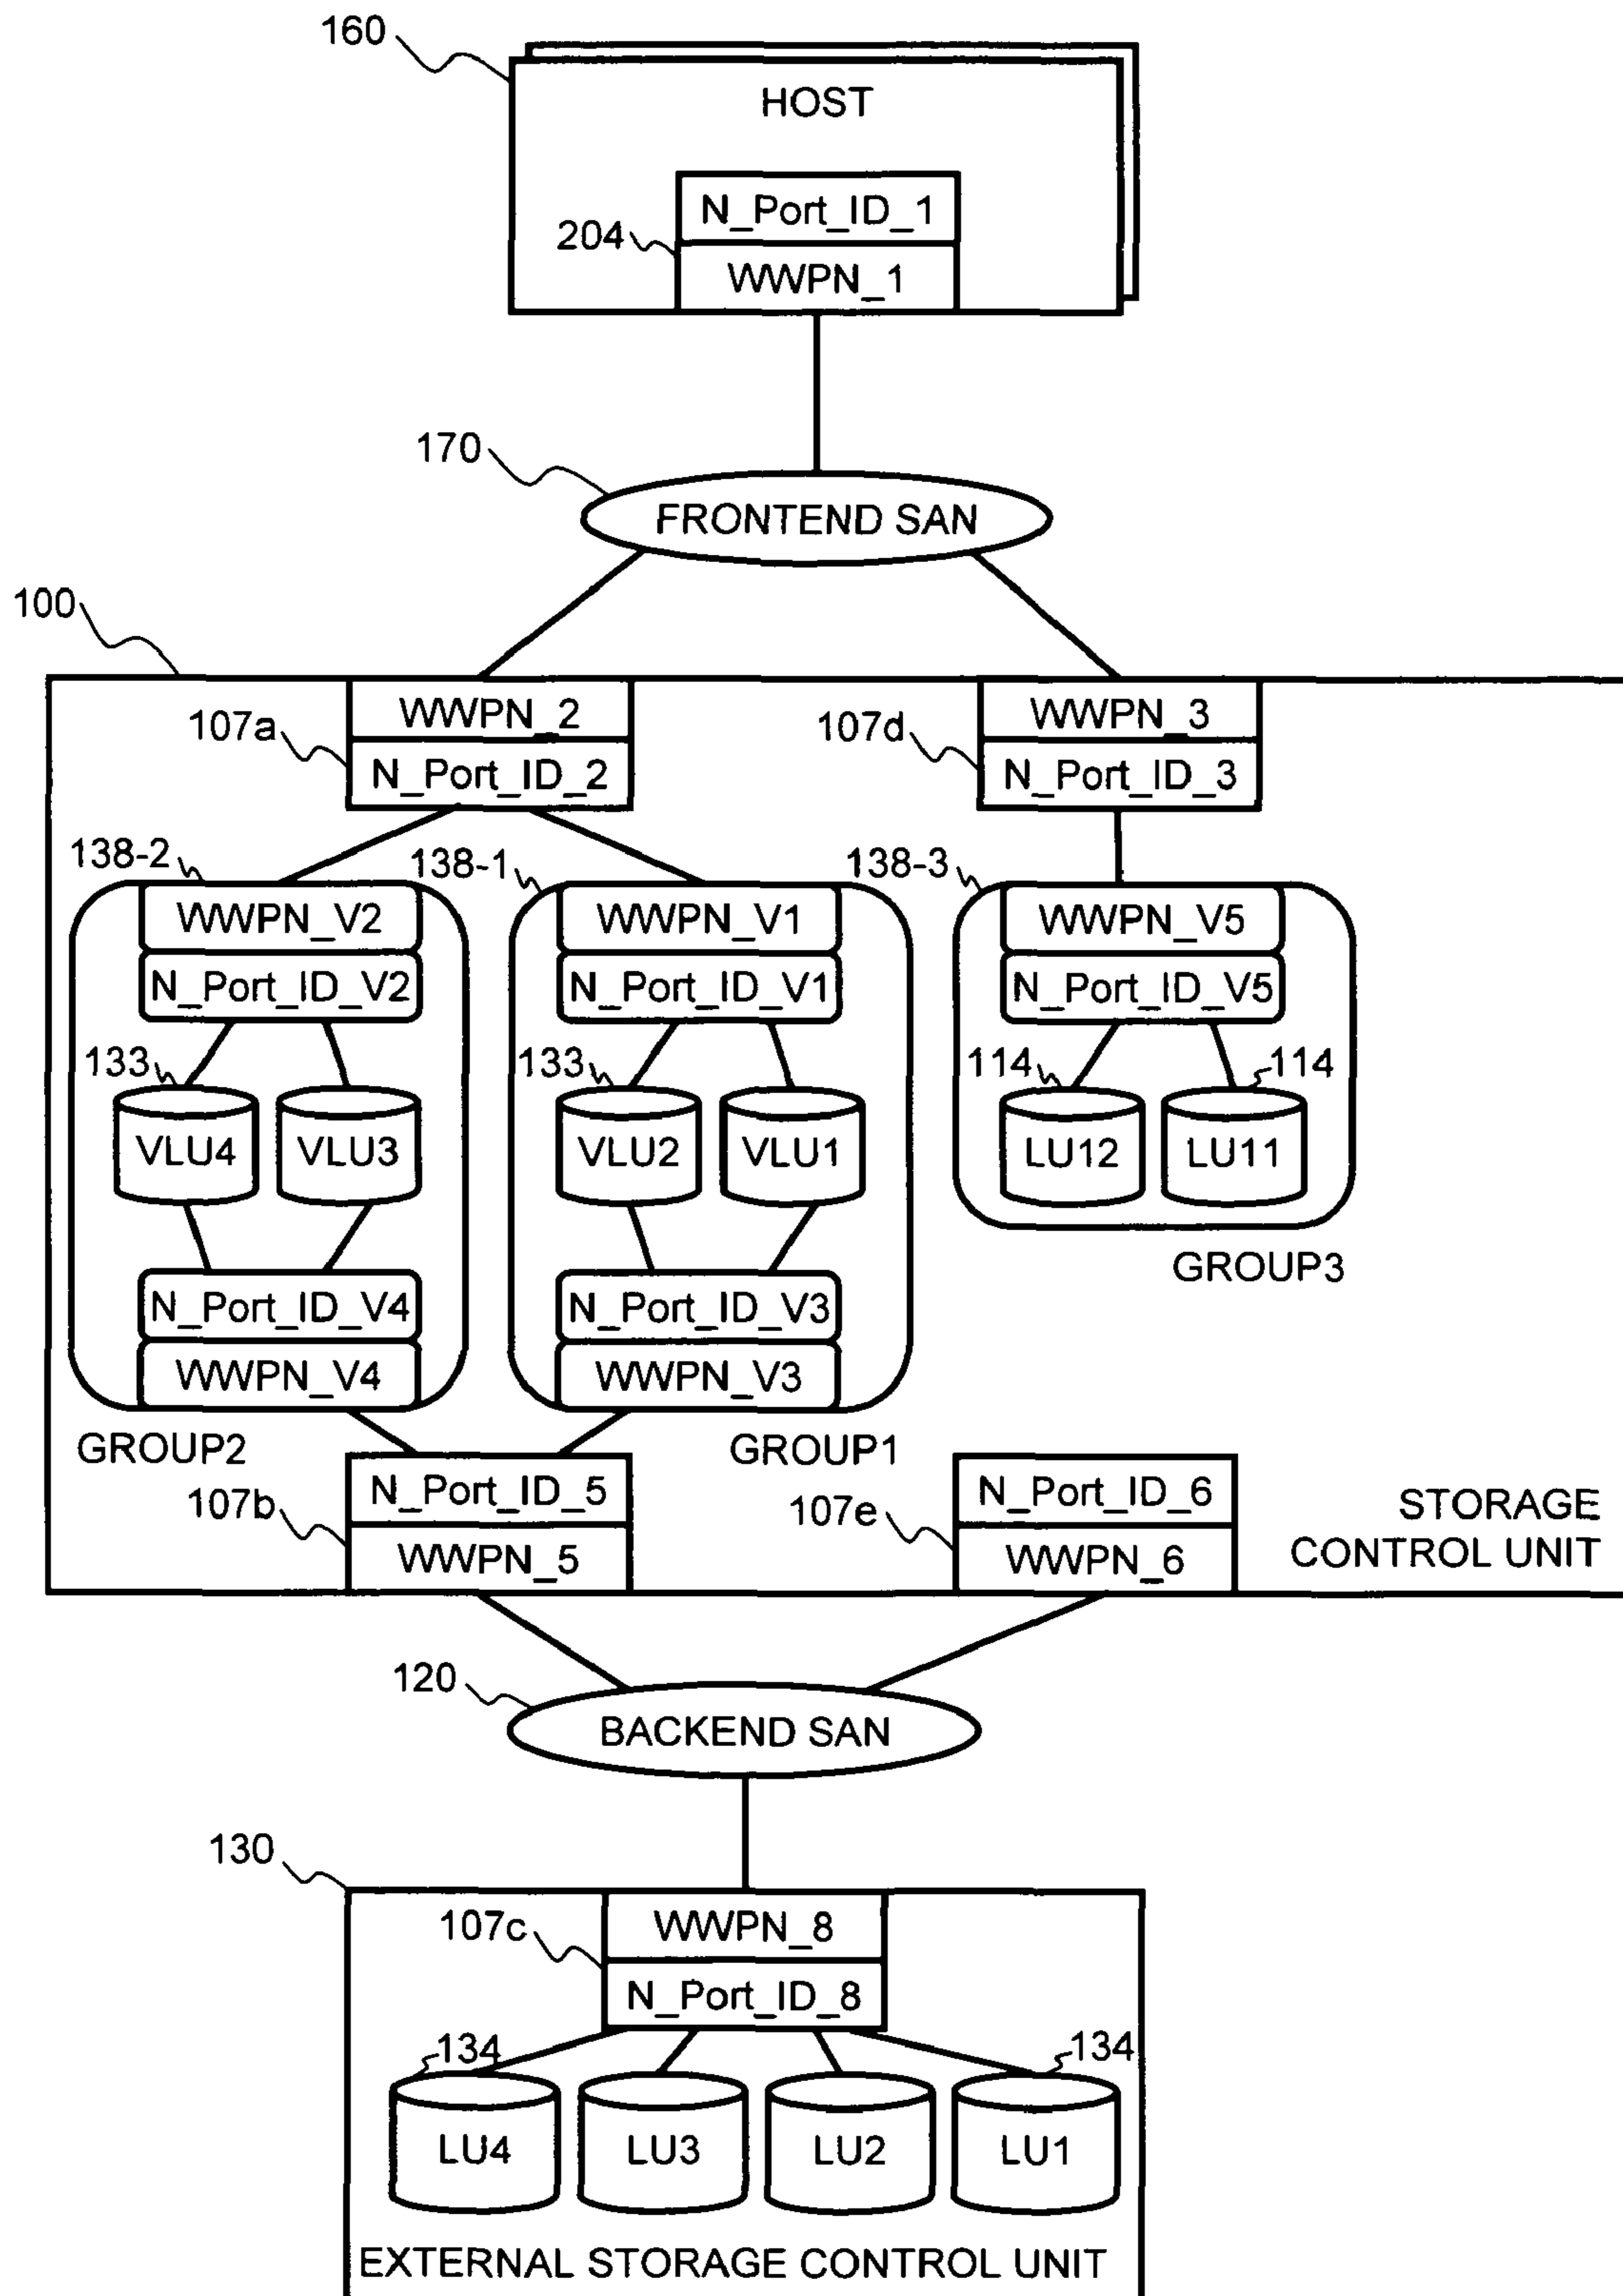 160
HOST
N_Port_ID_1
204
WWPN_1
170
FRONTEND SAN
100
WWPN_2
WWPN_3
107a
107d
N_Port_ID_2
N_Port_ID_3
138-2
138-1
138-3
WWPN_V2
WWPN_V1
WWPN_V5
N_Port_ID_V2
N_Port_ID_V1
N_Port_ID_V5
133
133
114
114
VLU4
VLU3
VLU2
VLU1
LU12
LU11
GROUP3
N_Port_ID_V4
N_Port_ID_V3
WWPN_V4
WWPN_V3
GROUP2
GROUP1
N_Port_ID_5
N_Port_ID_6
107b
107e
WWPN_5
WWPN_6
STORAGE
CONTROL UNIT
120
BACKEND SAN
130
WWPN_8
107c
N_Port_ID_8
134
134
LU4
LU3
LU2
LU1
EXTERNAL STORAGE CONTROL UNIT